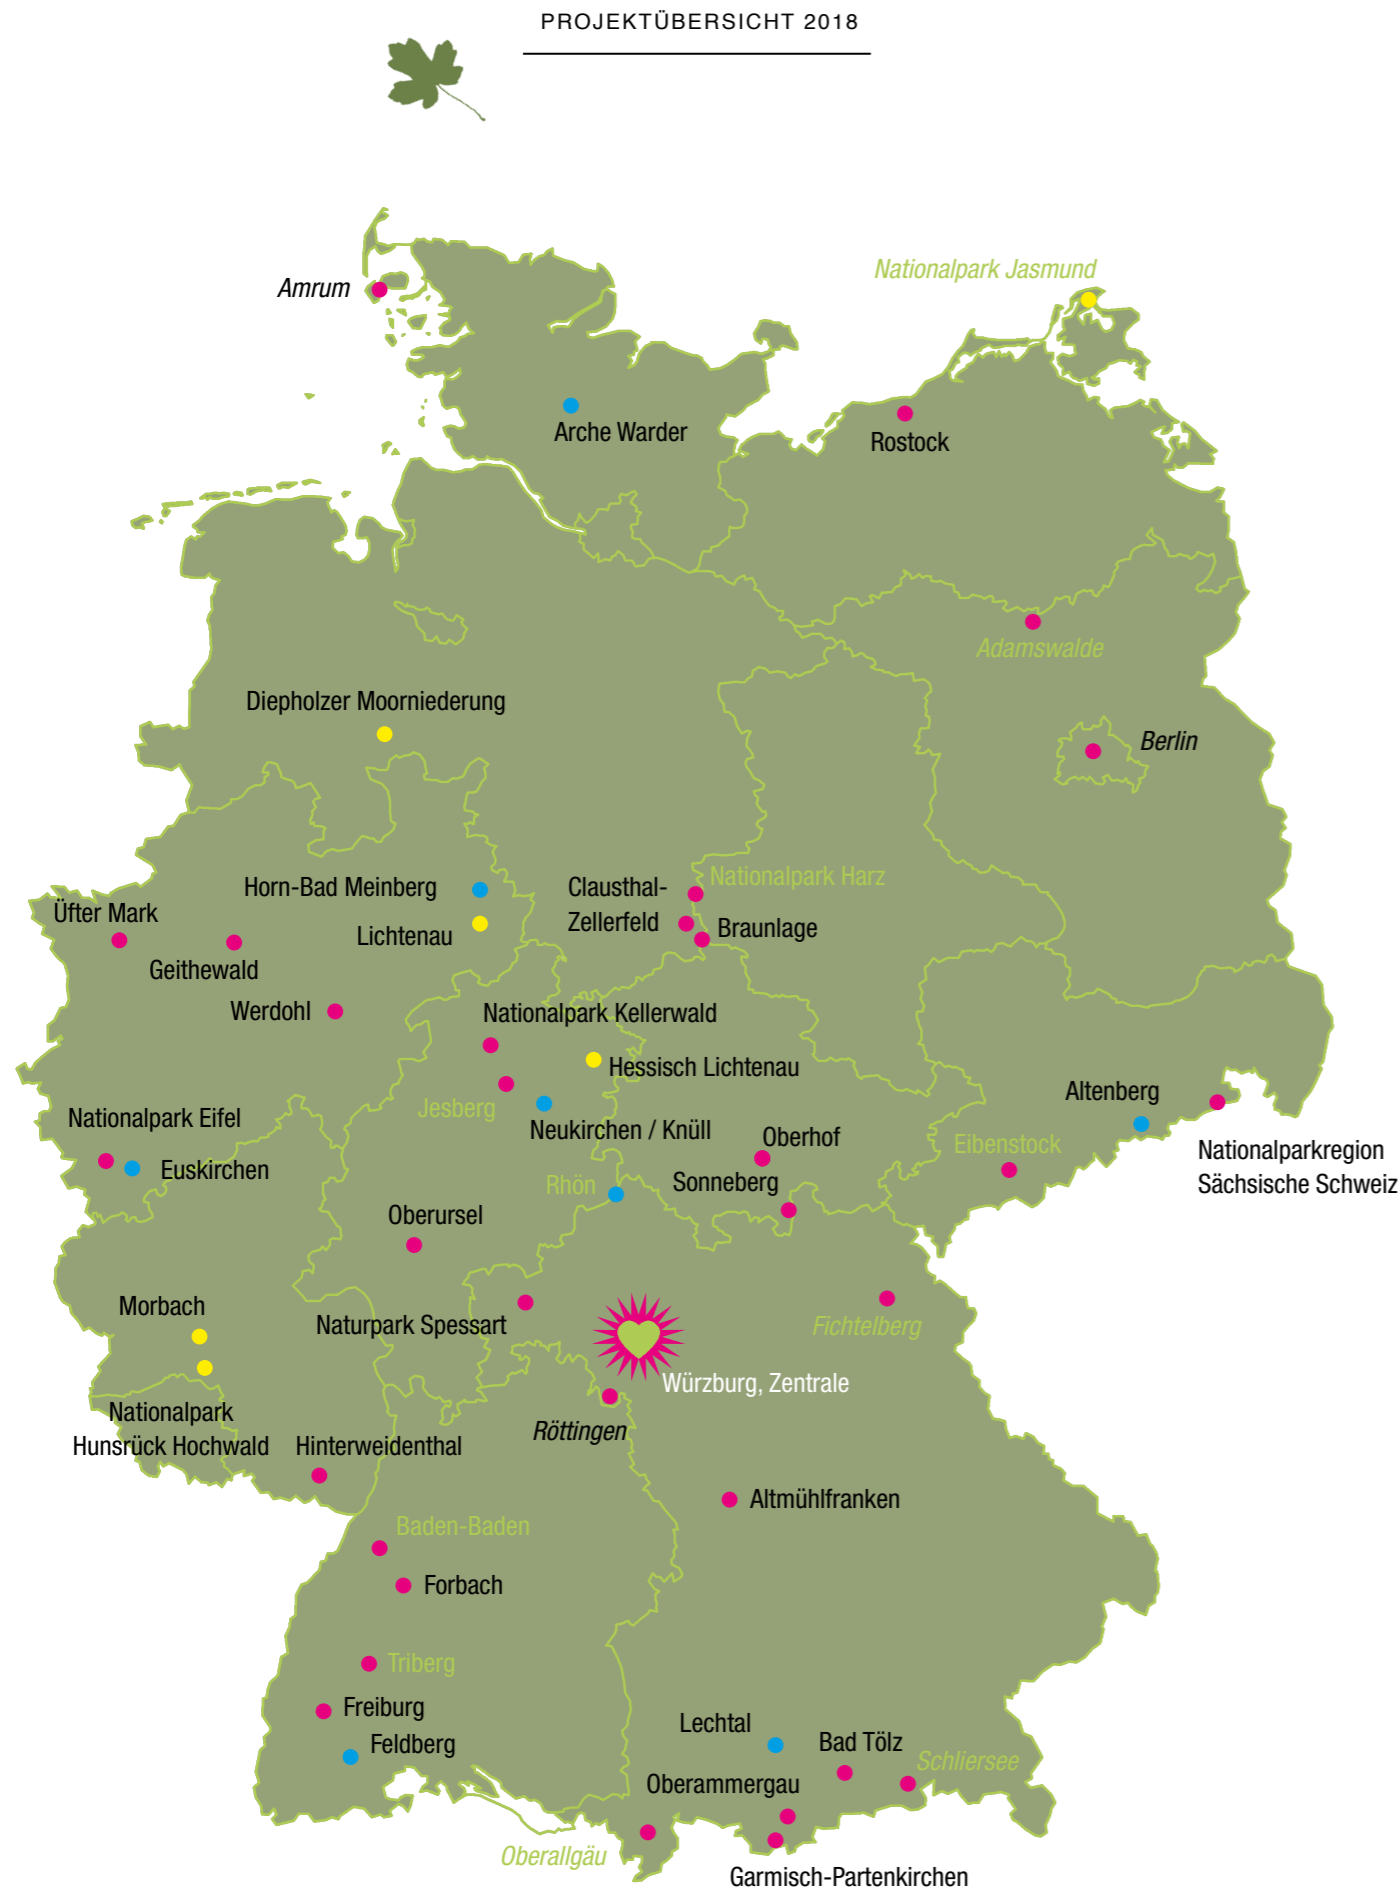 PROJEKTÜBERSICHT 2018
Nationalpark Jasmund
Amrum
Arche Warder
Rostock
Adamswalde
Diepholzer Moorniederung
Berlin
Horn-Bad Meinberg
Clausthal-
Zellerfeld
Nationalpark Harz
Üfter Mark
Lichtenau
Braunlage
Geithewald
Werdohl
Nationalpark Kellerwald
Hessisch Lichtenau
Jesberg
Altenberg
Nationalpark Eifel
Neukirchen / Knüll
Oberhof
Eibenstock
Nationalparkregion
Sächsische Schweiz
Euskirchen
Rhön
Sonneberg
Oberursel
Morbach
Naturpark Spessart
Fichtelberg
Würzburg, Zentrale
Nationalpark
Hunsrück Hochwald
Röttingen
Hinterweidenthal
Altmühlfranken
Baden-Baden
Forbach
Triberg
Freiburg
Feldberg
Lechtal
Bad Tölz
Schliersee
Oberammergau
Oberallgäu
Garmisch-Partenkirchen